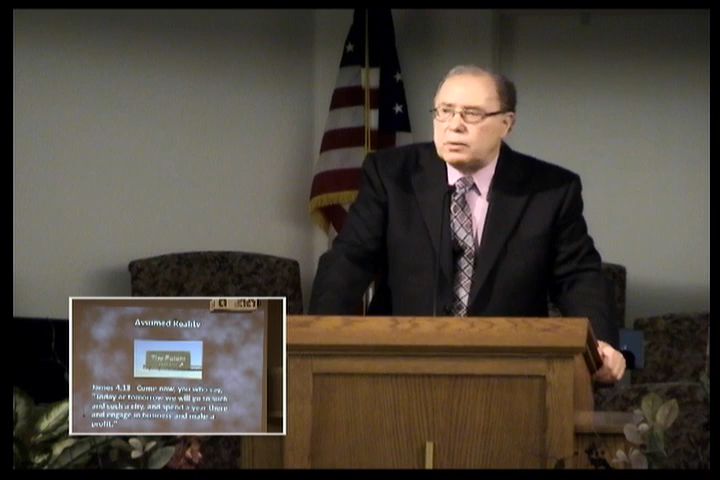 Assumed Reality
The Future
James 4:13 Come now, you who say,
"Today or tomorrow we will go to such
and such a city, and spend a year there
and engage in business and make a
profit."